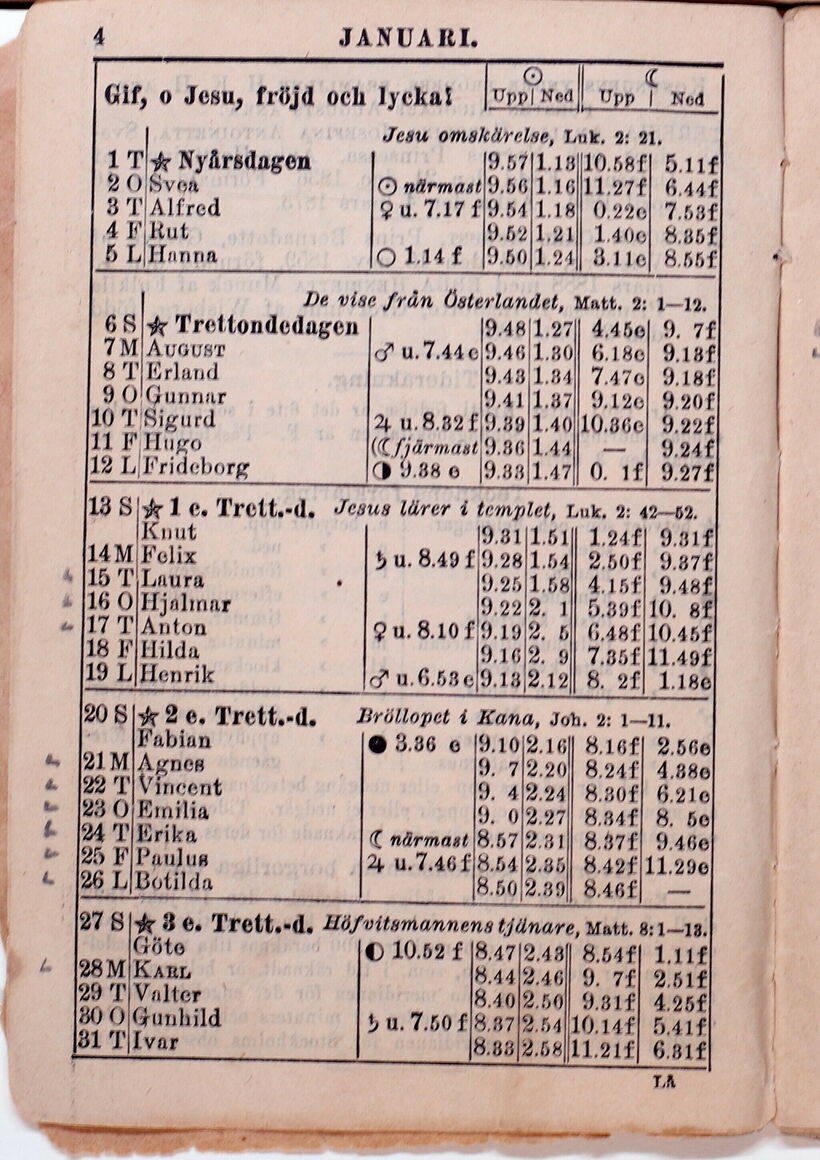 4 JANUARI.
Gif, o Jesu, fröjd och lycka! ☉ Upp | Ned ☾ Upp | Ned
Jesu omskärelse, Luk. 2: 21.
1 T ★ Nyårsdagen 9.57 1.13 10.58f 5.11f
2 O Svea ☉ närmast 9.56 1.16 11.27f 6.44f
3 T Alfred ♀ u. 7.17 f 9.54 1.18 0.22e 7.53f
4 F Rut 9.52 1.21 1.40e 8.35f
5 L Hanna ○ 1.14 f 9.50 1.24 3.11e 8.55f
De vise från Österlandet, Matt. 2: 1—12.
6 S ★ Trettondedagen 9.48 1.27 4.45e 9. 7f
7 M AUGUST ♂ u.7.44e 9.46 1.30 6.18e 9.13f
8 T Erland 9.43 1.34 7.47e 9.18f
9 O Gunnar 9.41 1.37 9.12e 9.20f
10 T Sigurd ♃ u. 8.32 f 9.39 1.40 10.36e 9.22f
11 F Hugo ☾ fjärmast 9.36 1.44 — 9.24f
12 L Frideborg ◑ 9.38 e 9.33 1.47 0. 1f 9.27f
13 S ★ 1 e. Trett.-d. Jesus lärer i templet, Luk. 2: 42—52.
Knut 9.31 1.51 1.24f 9.31f
14 M Felix ♄ u. 8.49 f 9.28 1.54 2.50f 9.37f
15 T Laura 9.25 1.58 4.15f 9.48f
16 O Hjalmar 9.22 2. 1 5.39f 10. 8f
17 T Anton ♀ u. 8.10 f 9.19 2. 5 6.48f 10.45f
18 F Hilda 9.16 2. 9 7.35f 11.49f
19 L Henrik ♂ u.6.53e 9.13 2.12 8. 2f 1.18e
20 S ★ 2 e. Trett.-d. Bröllopet i Kana, Joh. 2: 1—11.
Fabian ● 3.36 e 9.10 2.16 8.16f 2.56e
21 M Agnes 9. 7 2.20 8.24f 4.38e
22 T Vincent 9. 4 2.24 8.30f 6.21e
23 O Emilia 9. 0 2.27 8.34f 8. 5e
24 T Erika ☾ närmast 8.57 2.31 8.37f 9.46e
25 F Paulus ♃ u.7.46 f 8.54 2.35 8.42f 11.29e
26 L Botilda 8.50 2.39 8.46f —
27 S ★ 3 e. Trett.-d. Höfvitsmannens tjänare, Matt. 8:1—13.
Göte ◐ 10.52 f 8.47 2.43 8.54f 1.11f
28 M KARL 8.44 2.46 9. 7f 2.51f
29 T Valter 8.40 2.50 9.31f 4.25f
30 O Gunhild ♄ u. 7.50 f 8.37 2.54 10.14f 5.41f
31 T Ivar 8.33 2.58 11.21f 6.31f
LA